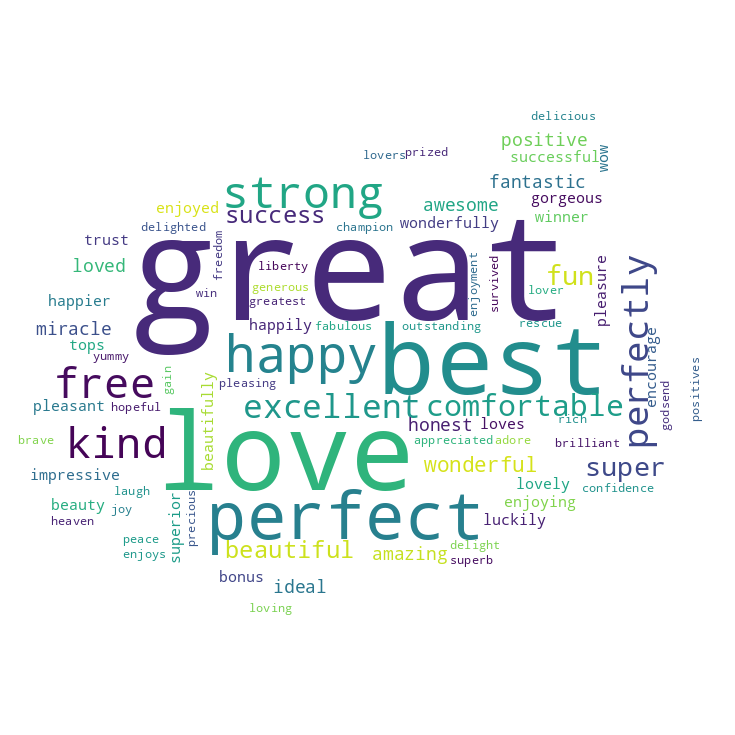 delicious
positive
wow
lovers
prized
successful
fantastic
strong
gorgeous
awesome
enjoyed
success
winner
delighted
champion
wonderfully
great
trust
freedom
loved
liberty
enjoyment
survived
fun
pleasure
win
generous
lover
happier
greatest
perfectly
miracle
happily
fabulous
outstanding
rescue
tops
yummy
happy
best
encourage
free
gain
pleasing
positives
pleasant
hopeful
beautifully
excellent
comfortable
godsend
love
honest
loves
rich
brave
kind
appreciated
adore
brilliant
impressive
wonderful
super
laugh
lovely
confidence
beauty
joy
superior
precious
perfect
enjoying
heaven
luckily
peace
enjoys
beautiful
amazing
delight
superb
bonus
ideal
loving